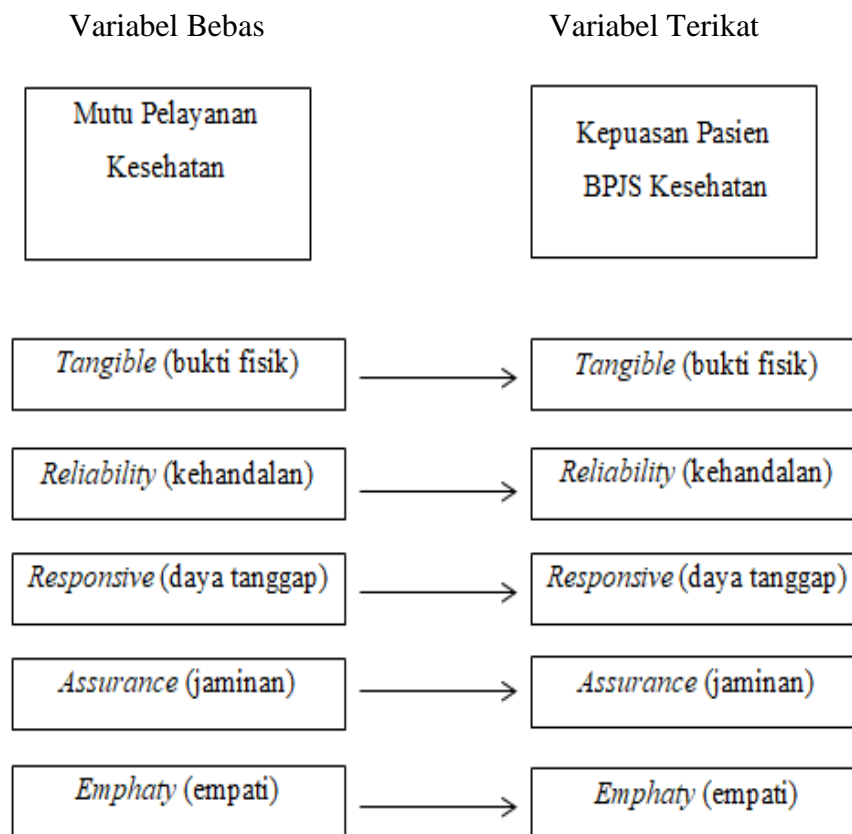 Variabel Bebas
Variabel Terikat
Mutu Pelayanan
Kesehatan
Kepuasan Pasien
BPJS Kesehatan
Tangible (bukti fisik)
Tangible (bukti fisik)
Reliability (kehandalan)
Reliability (kehandalan)
Responsive (daya tanggap)
Responsive (daya tanggap)
Assurance (jaminan)
Assurance (jaminan)
Emphaty (empati)
Emphaty (empati)